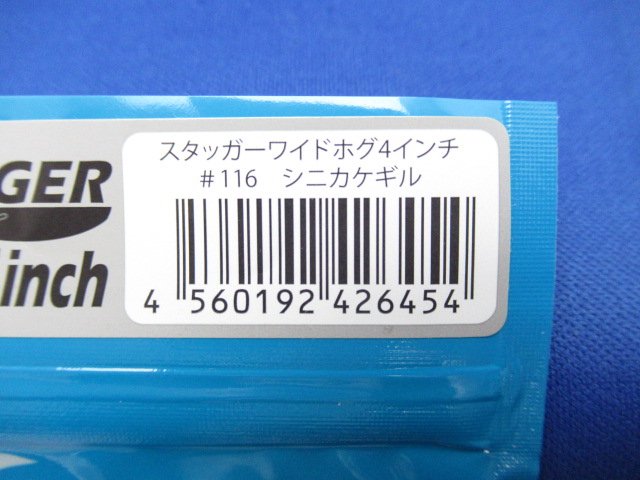 スタッガーワイドホグ4インチ
#116 シニカケギル
GER
inch
4 560192 426454